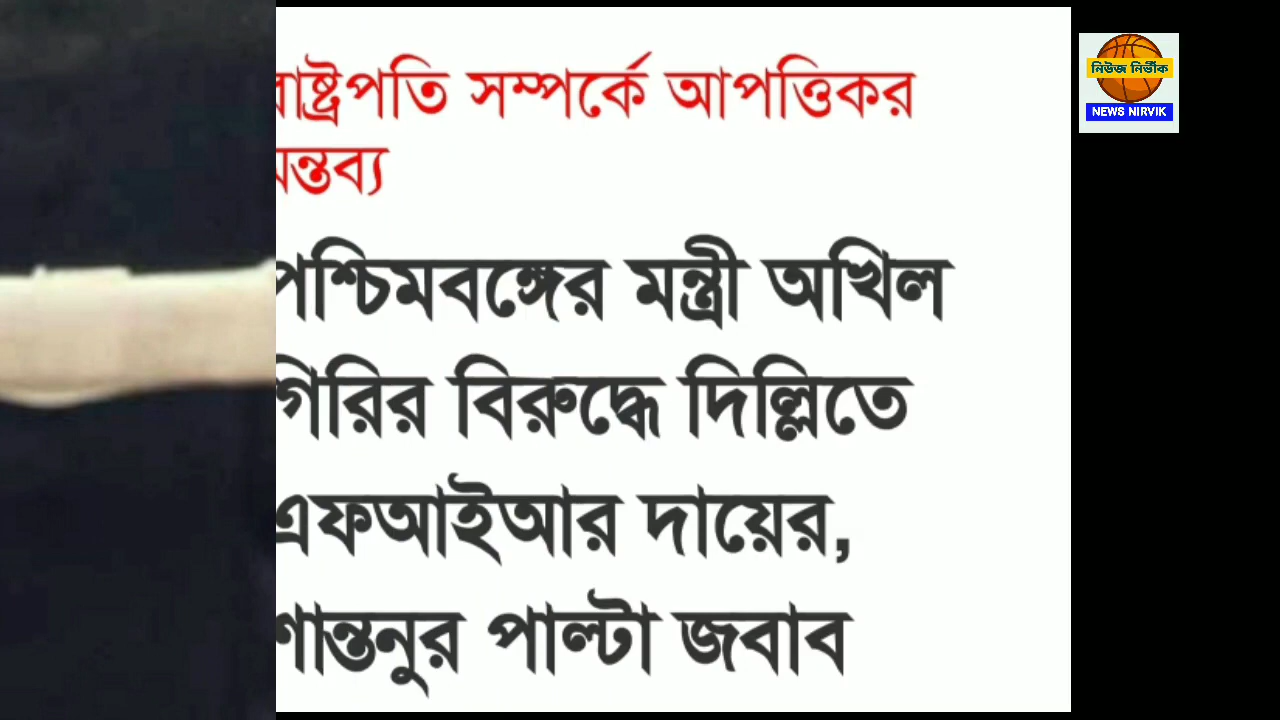 রাষ্ট্রপতি সম্পর্কে আপত্তিকর
মন্তব্য
পশ্চিমবঙ্গের মন্ত্রী অখিল
গিরির বিরুদ্ধে দিল্লিতে
এফআইআর দায়ের,
শান্তনুর পাল্টা জবাব
নিউজ নির্ভীক
NEWS NIRVIK